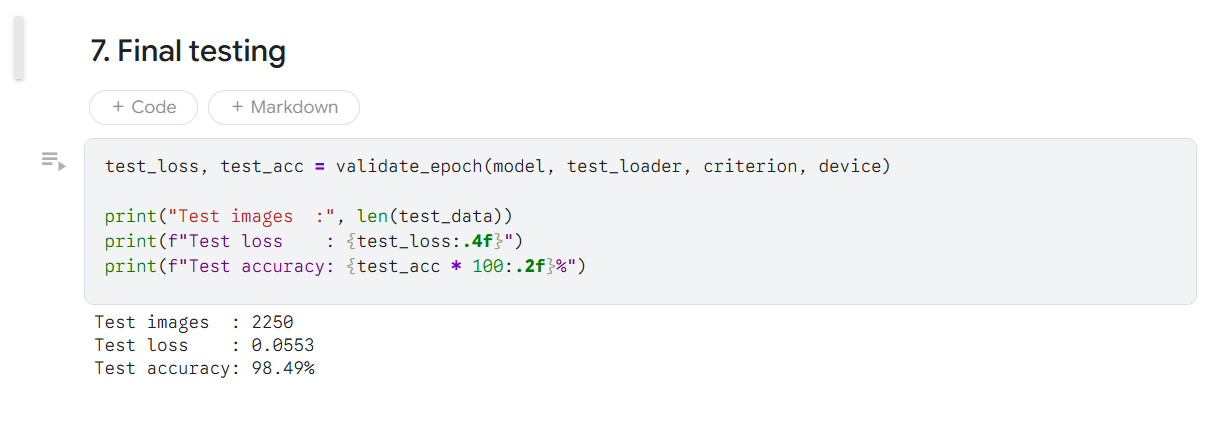 7. Final testing
+ Code + Markdown
test_loss, test_acc = validate_epoch(model, test_loader, criterion, device)
print("Test images  :", len(test_data))
print(f"Test loss    : {test_loss:.4f}")
print(f"Test accuracy: {test_acc * 100:.2f}%")
Test images  : 2250
Test loss    : 0.0553
Test accuracy: 98.49%